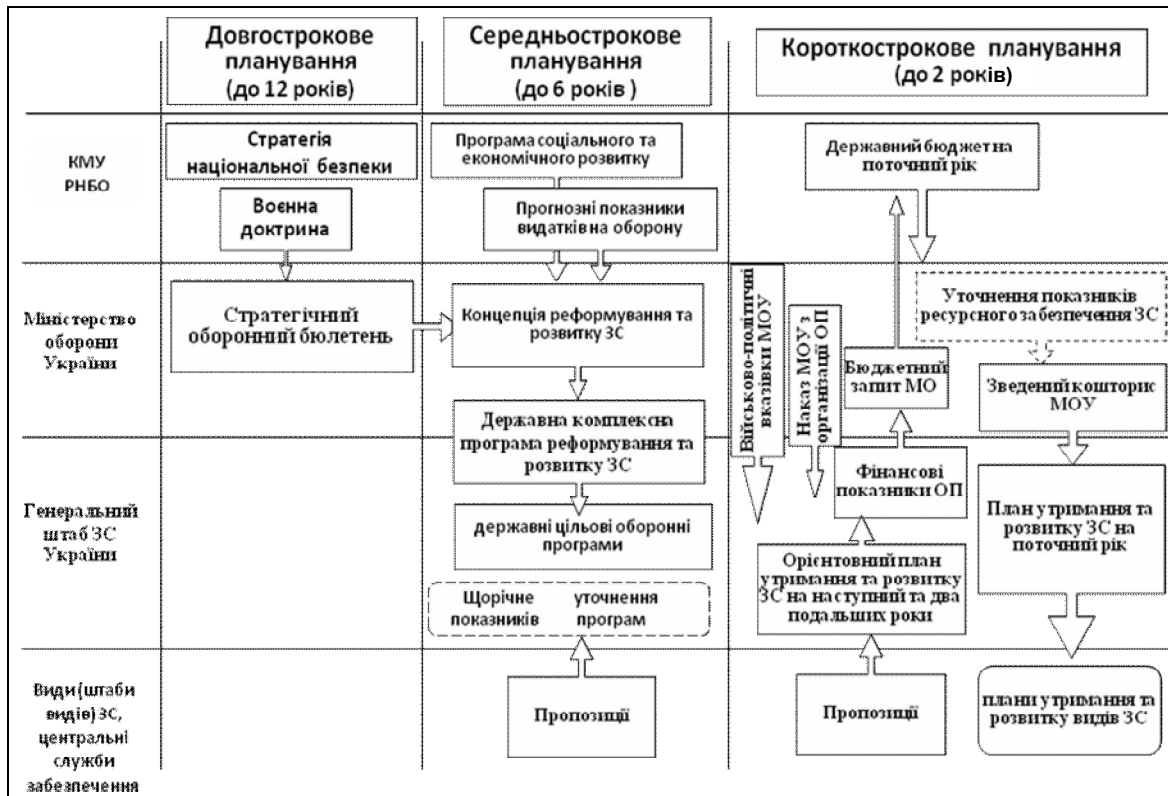 Довгострокове
планування
(до 12 років)
Середньострокове
планування
(до 6 років )
Короткострокове планування
(до 2 років)
КМУ
РНБО
Стратегія
національної безпеки
Воєнна
доктрина
Програма соціального та
економічного розвитку
Прогнозні показники
видатків на оборону
Державний бюджет на
поточний рік
Міністерство
оборони
України
Стратегічний
оборонний бюлетень
Концепція реформування та
розвитку ЗС
Військово-політичні
вказівки МОУ
Наказ МОУ з
організації ОП
Бюджетний
запит МО
Уточнення показників
ресурсного забезпечення ЗС
Зведений кошторис
МОУ
Державна комплексна
програма реформування та
розвитку ЗС
Генеральний
штаб ЗС
України
державні цільові оборонні
програми
Щорічне уточнення
показників програм
Фінансові
показники ОП
Орієнтовний план
утримання та розвитку
ЗС на наступний та два
подальших роки
План утримання та
розвитку ЗС на
поточний рік
Види (штаби
видів) ЗС,
центральні
служби
забезпечення
Пропозиції
Пропозиції
плани утримання та
розвитку видів ЗС